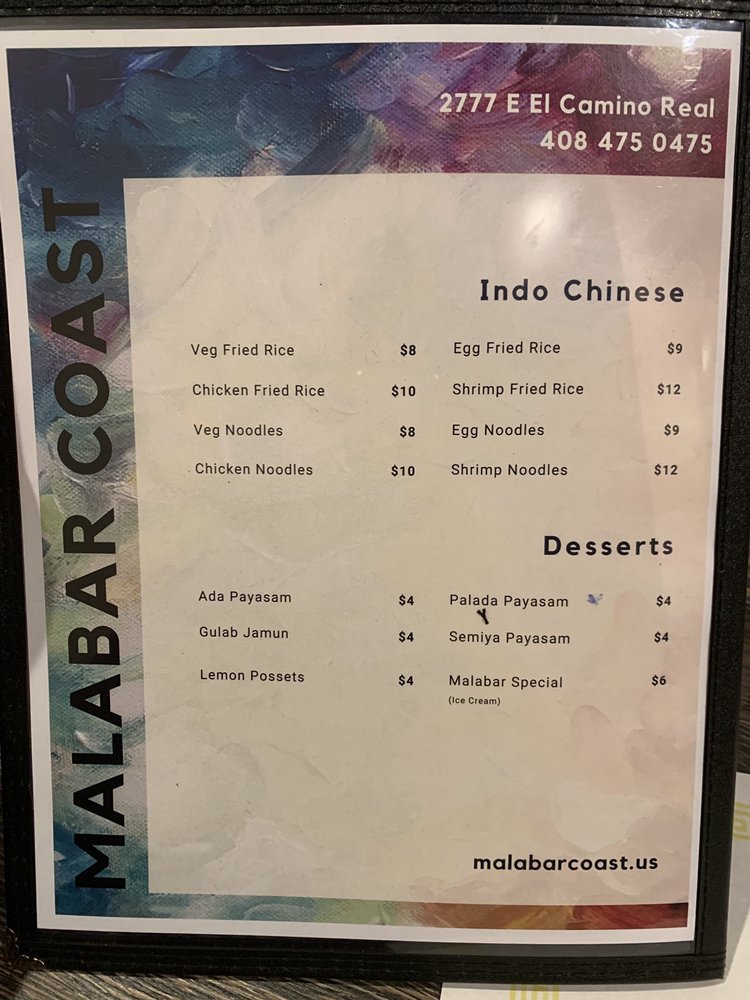 2777 E El Camino Real
408 475 0475
MALABAR COAST
Indo Chinese
Veg Fried Rice $8 Egg Fried Rice $9
Chicken Fried Rice $10 Shrimp Fried Rice $12
Veg Noodles $8 Egg Noodles $9
Chicken Noodles $10 Shrimp Noodles $12
Desserts
Ada Payasam $4 Palada Payasam $4
Gulab Jamun $4 Semiya Payasam $4
Lemon Possets $4 Malabar Special $6
(Ice Cream)
malabarcoast.us